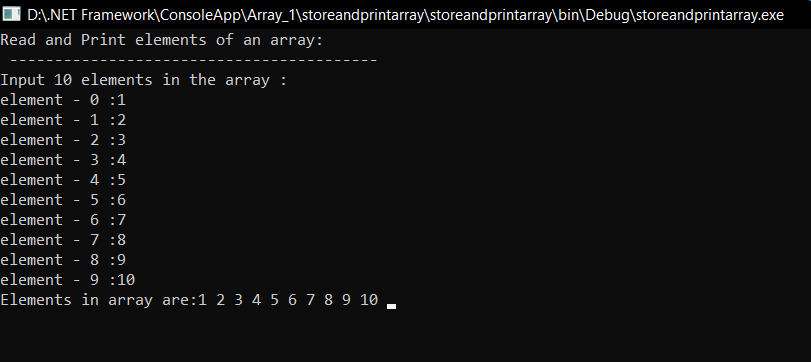 D:\.NET Framework\ConsoleApp\Array_1\storeandprintarray\storeandprintarray\bin\Debug\storeandprintarray.exe
Read and Print elements of an array:
-----------------------------------------
Input 10 elements in the array :
element - 0 :1
element - 1 :2
element - 2 :3
element - 3 :4
element - 4 :5
element - 5 :6
element - 6 :7
element - 7 :8
element - 8 :9
element - 9 :10
Elements in array are:1 2 3 4 5 6 7 8 9 10